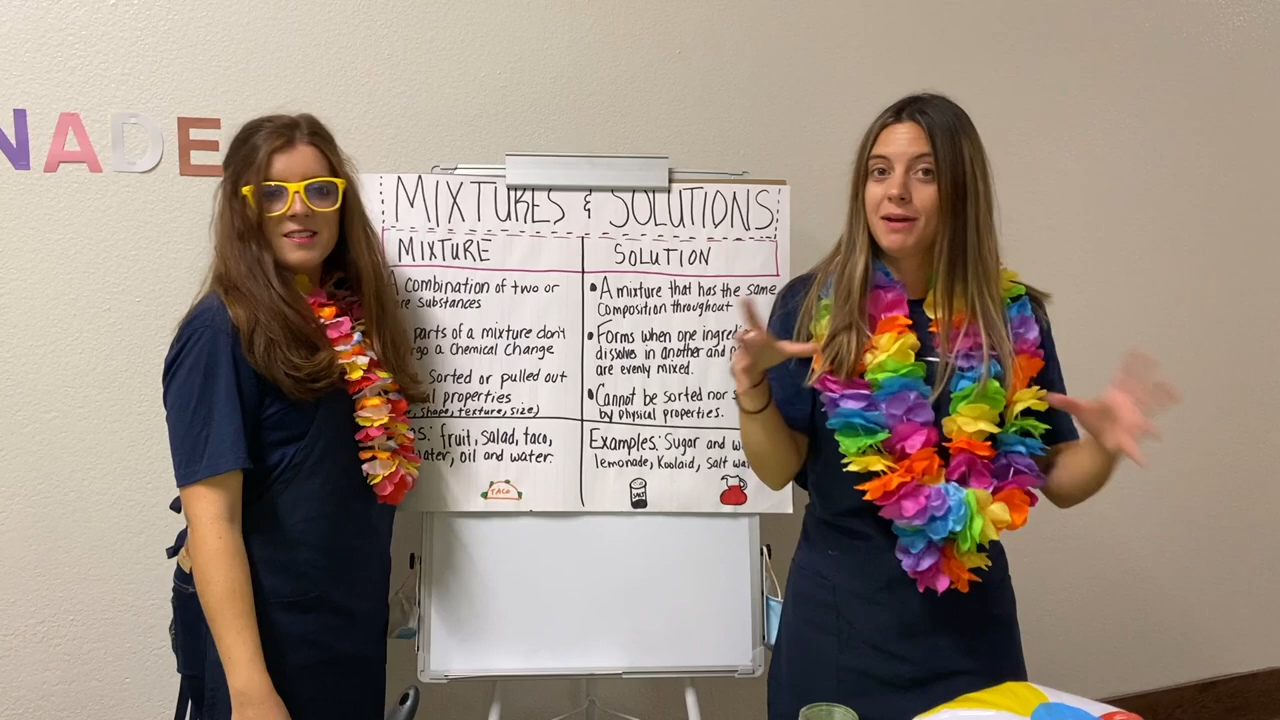 NADE
MIXTURES & SOLUTIONS
MIXTURE
A combination of two or
substances
parts of a mixture don't
a Chemical Change
Sorted or pulled out
properties
shape, texture, size)
fruit, salad, taco,
oil and water.
TACO
SOLUTION
• A mixture that has the same
composition throughout
• Forms when one
dissolves in another and
are evenly mixed.
• Cannot be sorted nor
by physical properties.
Examples: Sugar and
lemonade, Koolaid, Salt
SALT